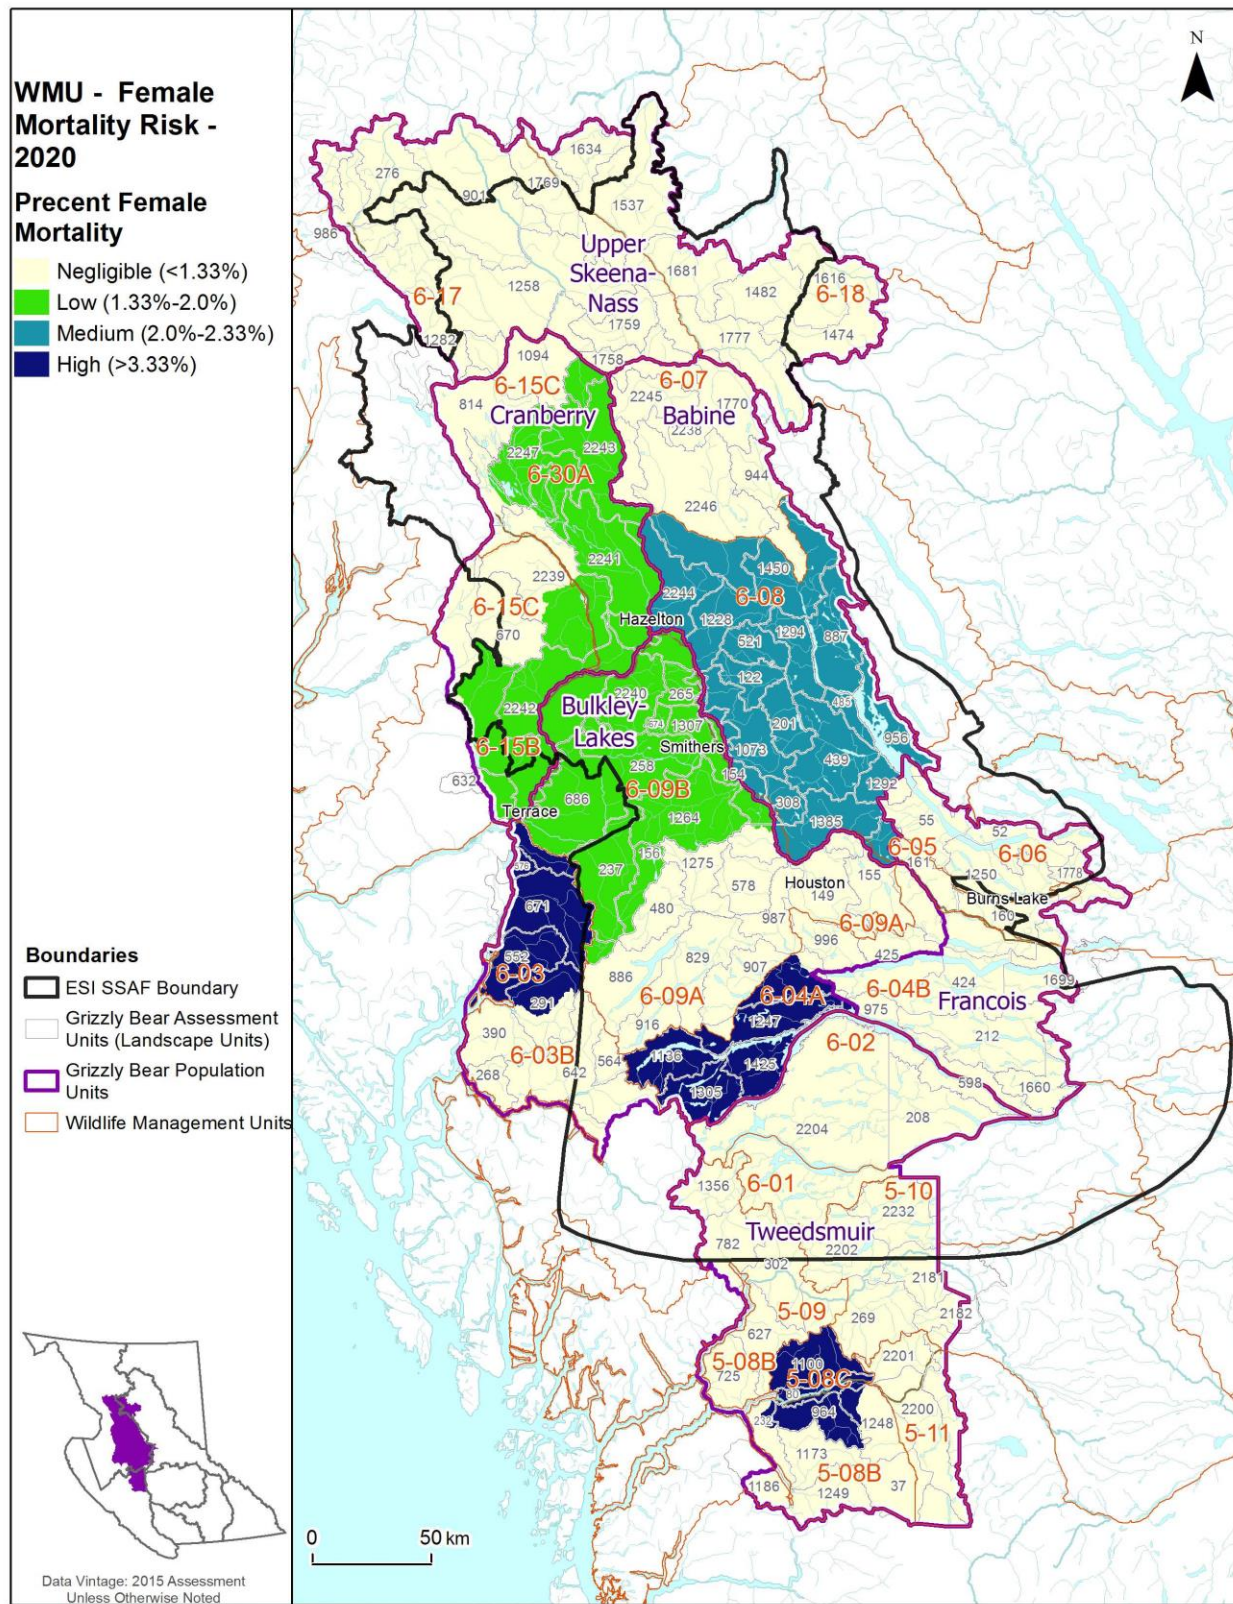 WMU - Female
Mortality Risk -
2020
Precent Female
Mortality
Negligible (<1.33%)
Low (1.33%-2.0%)
Medium (2.0%-2.33%)
High (>3.33%)
Boundaries
ESI SSAF Boundary
Grizzly Bear Assessment
Units (Landscape Units)
Grizzly Bear Population
Units
Wildlife Management Units
Data Vintage: 2015 Assessment
Unless Otherwise Noted
N
1634
276
1769
901
1537
986
Upper
Skeena-
Nass
1681
1616
6-17
1258
1482
6-18
1759
1474
1282
1777
1094
1758
6-15C
6-07
814
2245
1770
Cranberry
Babine
2238
2247
2243
6-30A
944
2246
2241
1450
2239
2244
6-08
6-15C
Hazelton
1228
1294
887
670
521
122
2240
265
2242
Bulkley-
Lakes
574
1307
201
485
6-15B
Smithers
1073
956
258
439
632
6-09B
154
1292
686
Terrace
308
1264
1385
55
52
6-05
6-06
156
1275
161
237
155
1250
1778
578
Houston
149
Burns Lake
671
480
987
6-09A
160
996
552
829
425
6-03
886
907
424
1699
291
6-09A
6-04A
6-04B
Francois
975
390
916
1247
212
6-03B
6-02
564
1136
1425
268
642
598
1660
1305
208
2204
1356
6-01
5-10
2232
782
Tweedsmuir
2202
302
2181
2182
5-09
269
627
5-08B
1100
2201
725
5-08C
80
964
2200
232
1248
5-11
1173
5-08B
37
1186
1249
0
50 km